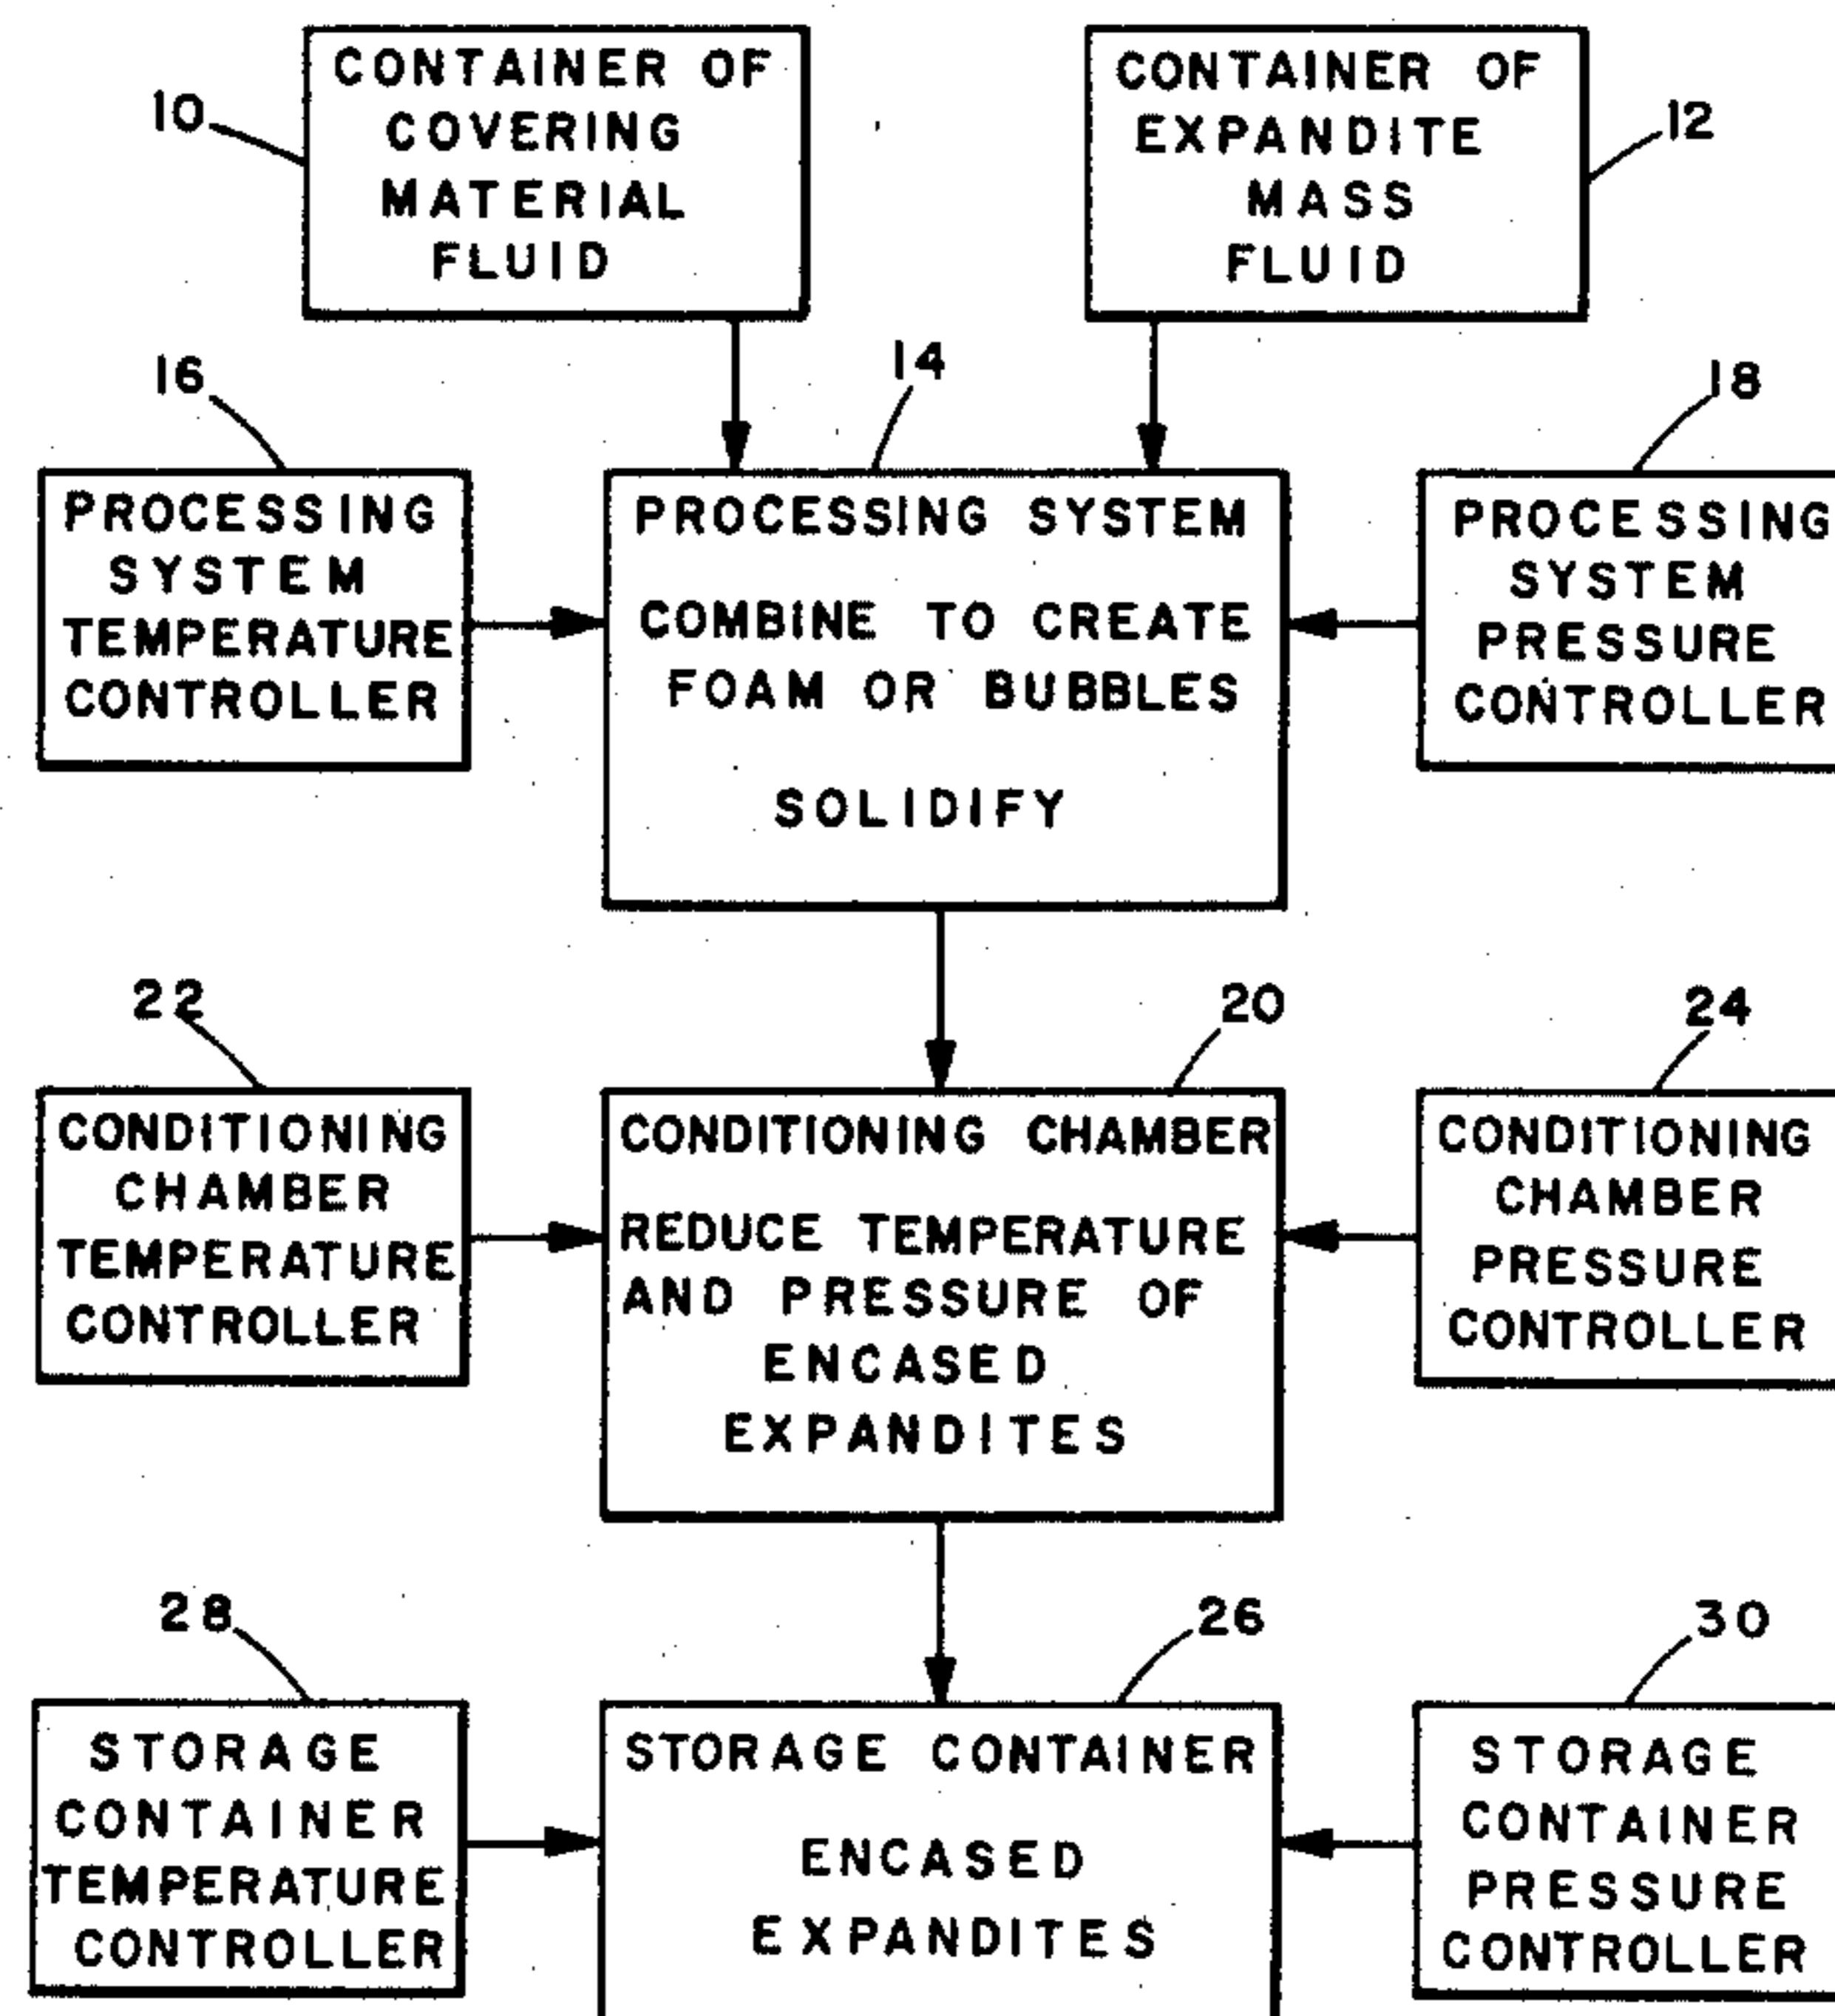 CONTAINER OF
COVERING
MATERIAL
FLUID
10
CONTAINER OF
EXPANDITE
MASS
FLUID
12
16
PROCESSING
SYSTEM
TEMPERATURE
CONTROLLER
14
PROCESSING SYSTEM
COMBINE TO CREATE
FOAM OR BUBBLES
SOLIDIFY
18
PROCESSING
SYSTEM
PRESSURE
CONTROLLER
22
CONDITIONING
CHAMBER
TEMPERATURE
CONTROLLER
20
CONDITIONING CHAMBER
REDUCE TEMPERATURE
AND PRESSURE OF
ENCASED
EXPANDITES
24
CONDITIONING
CHAMBER
PRESSURE
CONTROLLER
28
STORAGE
CONTAINER
TEMPERATURE
CONTROLLER
26
STORAGE CONTAINER
ENCASED
EXPANDITES
30
STORAGE
CONTAINER
PRESSURE
CONTROLLER